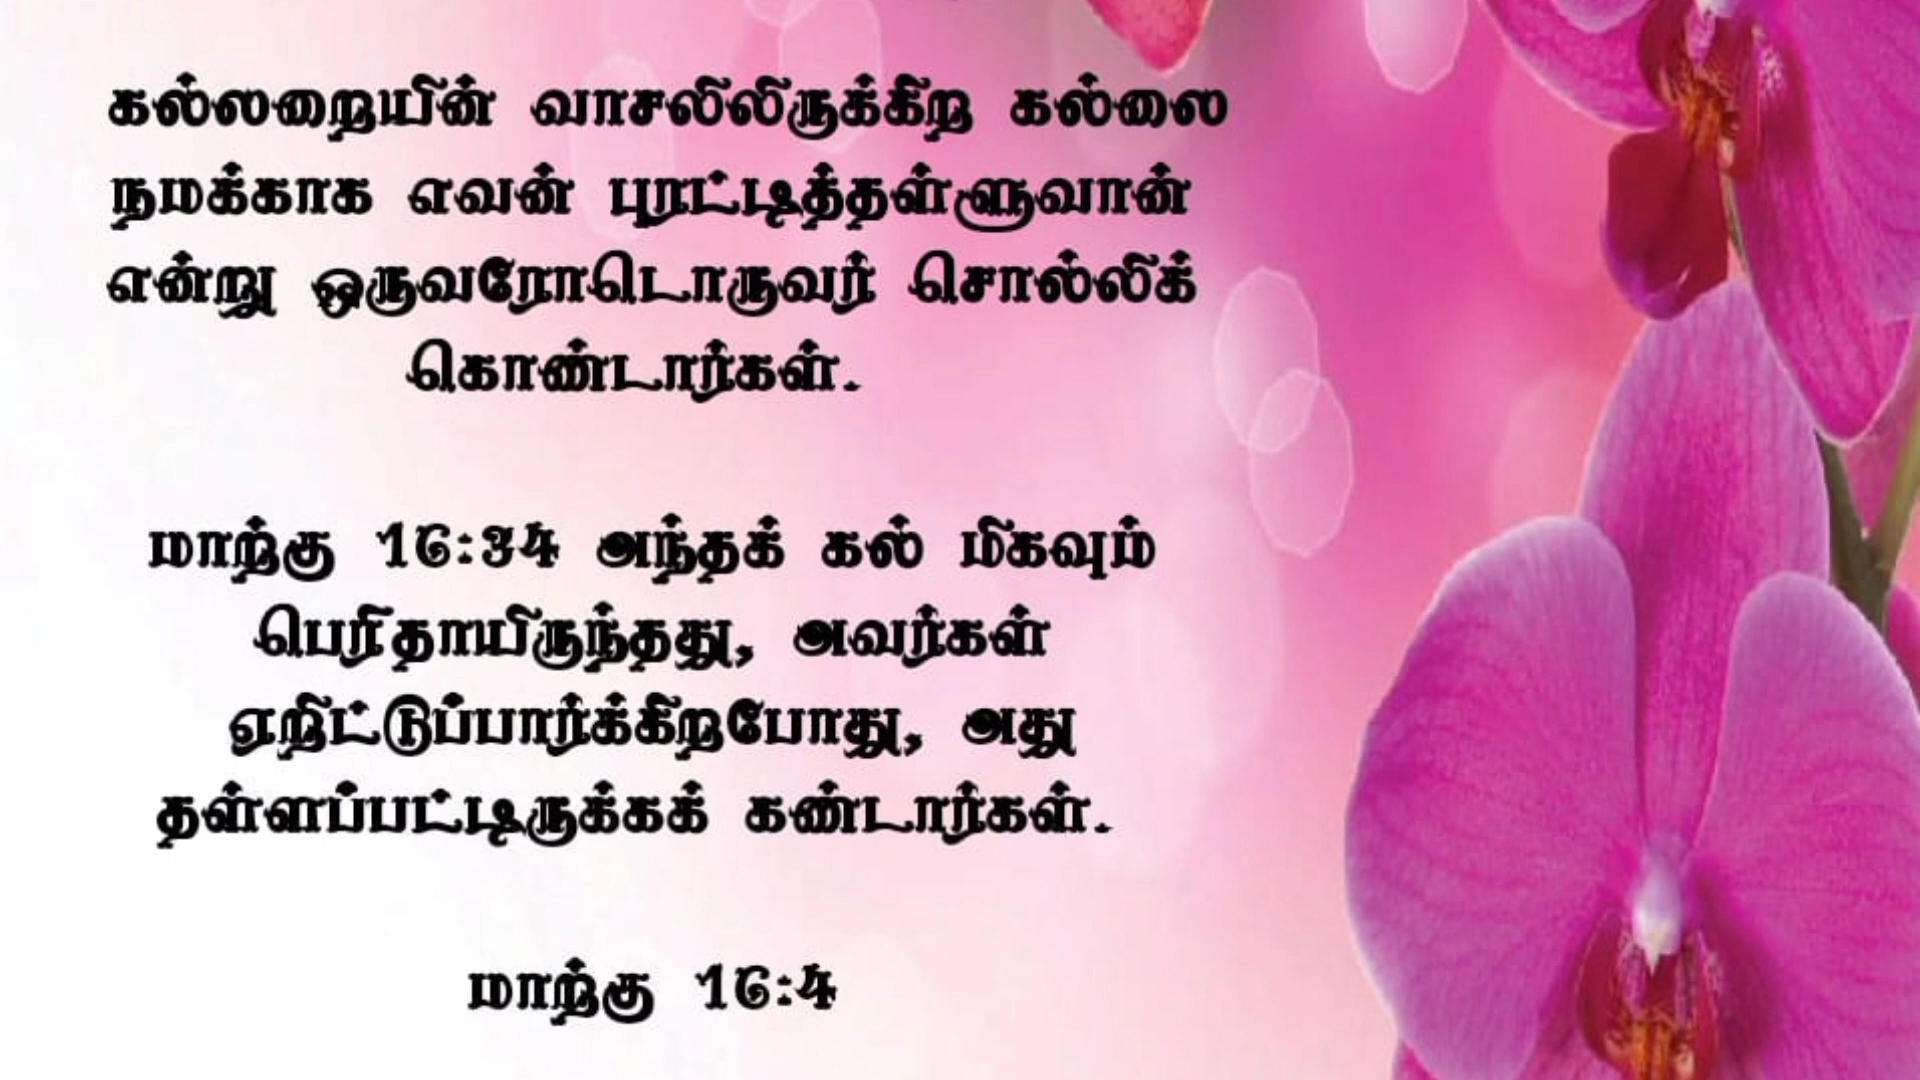 கல்லறையின் வாசலிலிருக்கிற கல்லை
நமக்காக எவன் புரட்டித்தள்ளுவான்
என்று ஒருவரோடொருவர் சொல்லிக்
கொண்டார்கள்.
மாற்கு 16:34 அந்தக் கல் மிகவும்
பெரிதாயிருந்தது, அவர்கள்
ஏறிட்டுப்பார்க்கிறபோது, அது
தள்ளப்பட்டிருக்கக் கண்டார்கள்.
மாற்கு 16:4